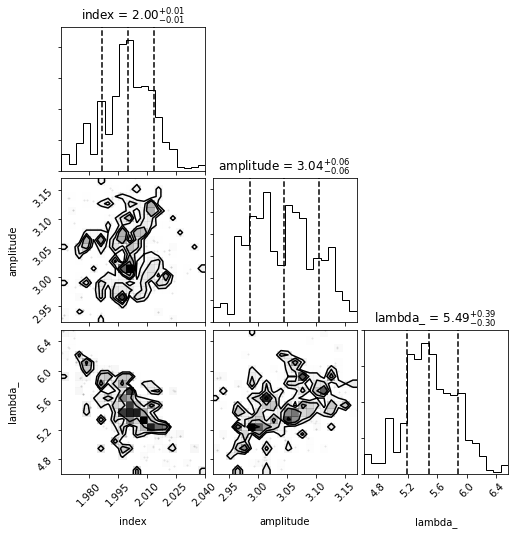 index = 2.00+0.01−0.01
amplitude = 3.04+0.06−0.06
amplitude
3.15
3.10
3.05
3.00
2.95
lambda_ = 5.49+0.39−0.30
lambda_
6.4
6.0
5.6
5.2
4.8
1.980 1.995 2.010 2.025 2.040
2.95 3.00 3.05 3.10 3.15
4.8 5.2 5.6 6.0 6.4
index amplitude lambda_